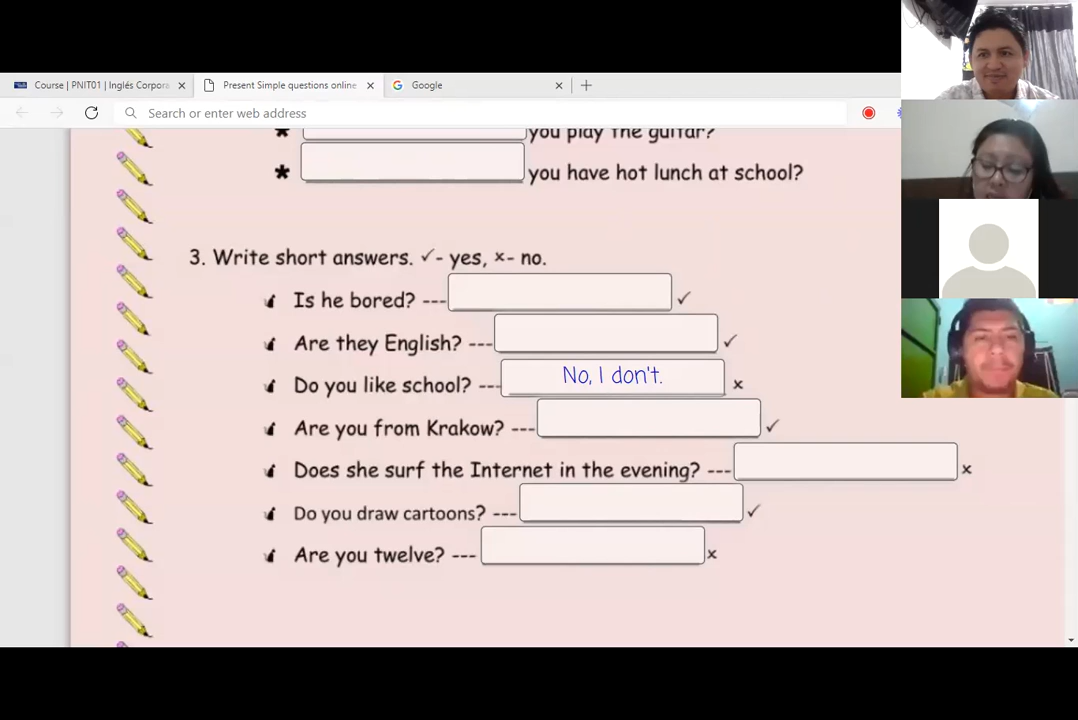 Course | PNIT01 | Inglés Corpora
Present Simple questions online
Google
Search or enter web address
* you play the guitar?
* you have hot lunch at school?
3. Write short answers. ✓- yes, ×- no.
Is he bored? --- ✓
Are they English? --- ✓
Do you like school? --- No, I don't. ×
Are you from Krakow? --- ✓
Does she surf the Internet in the evening? --- ×
Do you draw cartoons? --- ✓
Are you twelve? --- ×